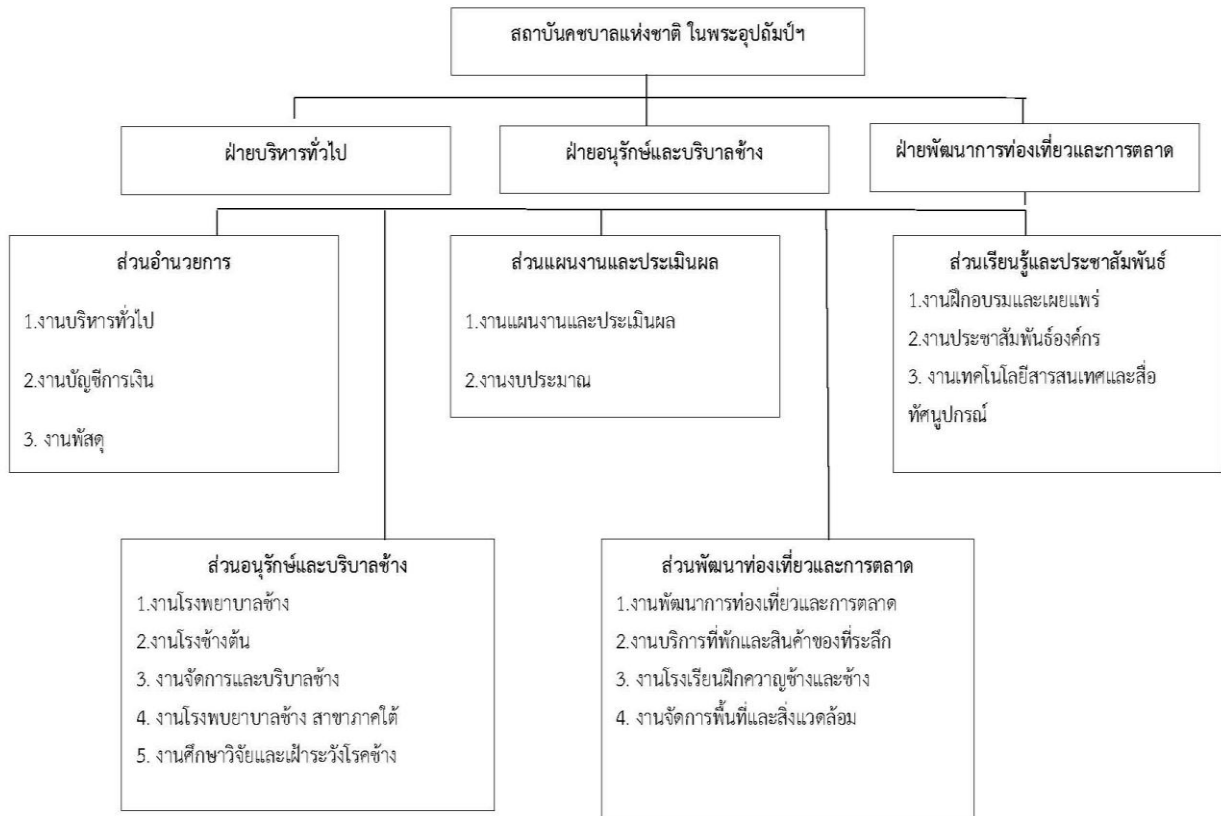 สถาบันคชบาลแห่งชาติ ในพระอุปถัมป์ฯ
ฝ่ายบริหารทั่วไป
ฝ่ายอนุรักษ์และบริบาลช้าง
ฝ่ายพัฒนาการท่องเที่ยวและการตลาด
ส่วนอำนวยการ
1.งานบริหารทั่วไป
2.งานบัญชีการเงิน
3. งานพัสดุ
ส่วนแผนงานและประเมินผล
1.งานแผนงานและประเมินผล
2.งานงบประมาณ
ส่วนเรียนรู้และประชาสัมพันธ์
1.งานฝึกอบรมและเผยแพร่
2.งานประชาสัมพันธ์องค์กร
3. งานเทคโนโลยีสารสนเทศและสื่อ
ทัศนูปกรณ์
ส่วนอนุรักษ์และบริบาลช้าง
1.งานโรงพยาบาลช้าง
2.งานโรงช้างต้น
3. งานจัดการและบริบาลช้าง
4. งานโรงพบยาบาลช้าง สาขาภาคใต้
5. งานศึกษาวิจัยและเฝ้าระวังโรคช้าง
ส่วนพัฒนาท่องเที่ยวและการตลาด
1.งานพัฒนาการท่องเที่ยวและการตลาด
2.งานบริการที่พักและสินค้าของที่ระลึก
3. งานโรงเรียนฝึกควาญช้างและช้าง
4. งานจัดการพื้นที่และสิ่งแวดล้อม